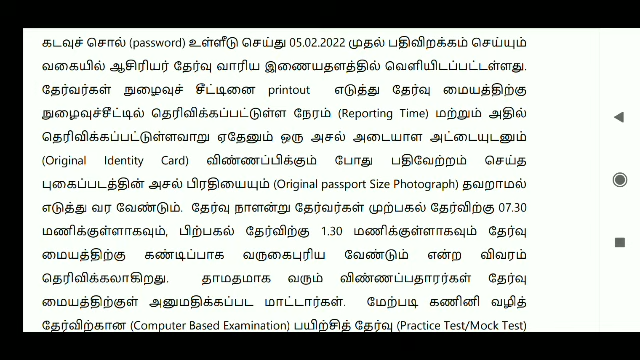 கடவுச் சொல் (password) உள்ளீடு செய்து 05.02.2022 முதல் பதிவிறக்கம் செய்யும்
வகையில் ஆசிரியர் தேர்வு வாரிய இணையதளத்தில் வெளியிடப்பட்டள்ளது.
தேர்வர்கள் நுழைவுச் சீட்டினை printout எடுத்து தேர்வு மையத்திற்கு
நுழைவுச்சீட்டில் தெரிவிக்கப்பட்டுள்ள நேரம் (Reporting Time) மற்றும் அதில்
தெரிவிக்கப்பட்டுள்ளவாறு ஏதேனும் ஒரு அசல் அடையாள அட்டையுடனும்
(Original Identity Card) விண்ணப்பிக்கும் போது பதிவேற்றம் செய்த
புகைப்படத்தின் அசல் பிரதியையும் (Original passport Size Photograph) தவறாமல்
எடுத்து வர வேண்டும். தேர்வு நாளன்று தேர்வர்கள் முற்பகல் தேர்விற்கு 07.30
மணிக்குள்ளாகவும், பிற்பகல் தேர்விற்கு 1.30 மணிக்குள்ளாகவும் தேர்வு
மையத்திற்கு கண்டிப்பாக வருகைபுரிய வேண்டும் என்ற விவரம்
தெரிவிக்கலாகிறது. தாமதமாக வரும் விண்ணப்பதாரர்கள் தேர்வு
மையத்திற்குள் அனுமதிக்கப்பட மாட்டார்கள். மேற்படி கணினி வழித்
தேர்விற்கான (Computer Based Examination) பயிற்சித் தேர்வு (Practice Test/Mock Test)